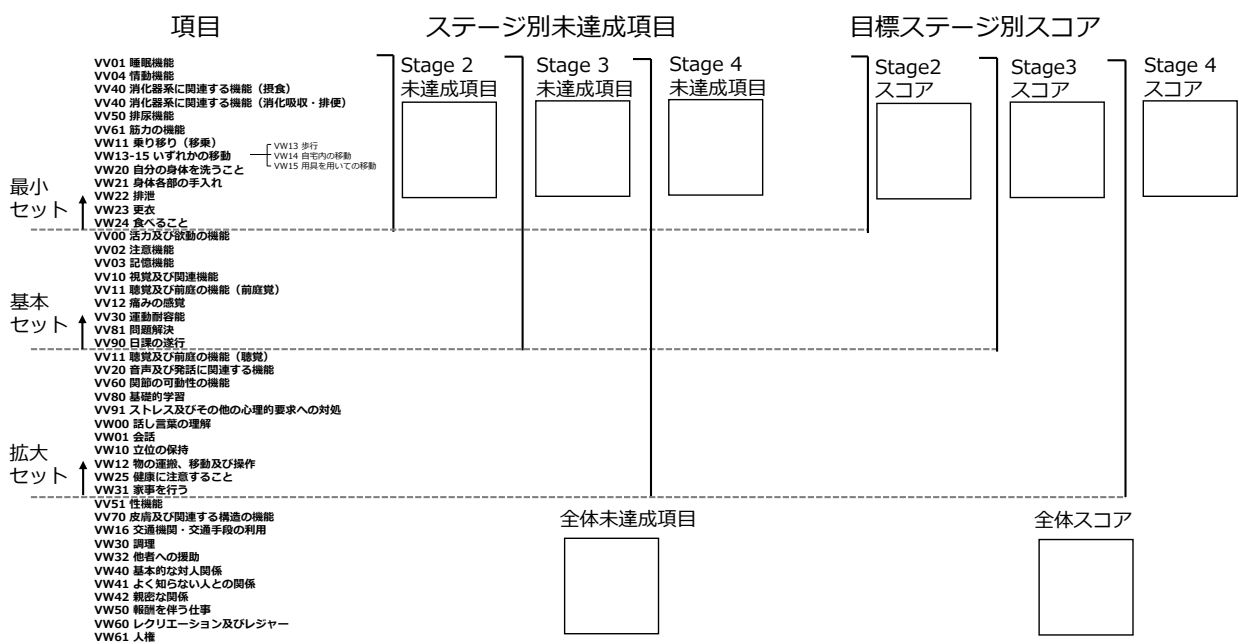 項目
ステージ別未達成項目
目標ステージ別スコア
VV01 睡眠機能
VV04 情動機能
VV40 消化器系に関連する機能（摂食）
VV40 消化器系に関連する機能（消化吸収・排便）
VV50 排尿機能
VV61 筋力の機能
VW11 乗り移り（移乗）
VW13-15 いずれかの移動
VW13 歩行
VW14 自宅内の移動
VW15 用具を用いての移動
VW20 自分の身体を洗うこと
VW21 身体各部の手入れ
VW22 排泄
VW23 更衣
VW24 食べること
最小
セット
VV00 活力及び欲動の機能
VV02 注意機能
VV03 記憶機能
VV10 視覚及び関連機能
VV11 聴覚及び前庭の機能（前庭覚）
VV12 痛みの感覚
VV30 運動耐容能
VV81 問題解決
VV90 日課の遂行
基本
セット
VV11 聴覚及び前庭の機能（聴覚）
VV20 音声及び発話に関連する機能
VV60 関節の可動性の機能
VV80 基礎的学習
VV91 ストレス及びその他の心理的要求への対処
VW00 話し言葉の理解
VW01 会話
VW10 立位の保持
VW12 物の運搬、移動及び操作
VW25 健康に注意すること
VW31 家事を行う
拡大
セット
VV51 性機能
VV70 皮膚及び関連する構造の機能
VW16 交通機関・交通手段の利用
VW30 調理
VW32 他者への援助
VW40 基本的な対人関係
VW41 よく知らない人との関係
VW42 親密な関係
VW50 報酬を伴う仕事
VW60 レクリエーション及びレジャー
VW61 人権
Stage 2
未達成項目
Stage 3
未達成項目
Stage 4
未達成項目
Stage2
スコア
Stage3
スコア
Stage 4
スコア
全体未達成項目
全体スコア